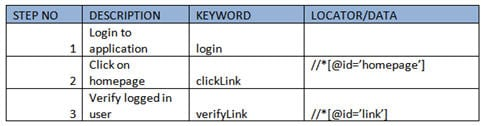 STEP NO DESCRIPTION KEYWORD LOCATOR/DATA
1 Login to application login
2 Click on homepage clickLink //*[@id='homepage’]
3 Verify logged in user verifyLink //*[@id='link’]